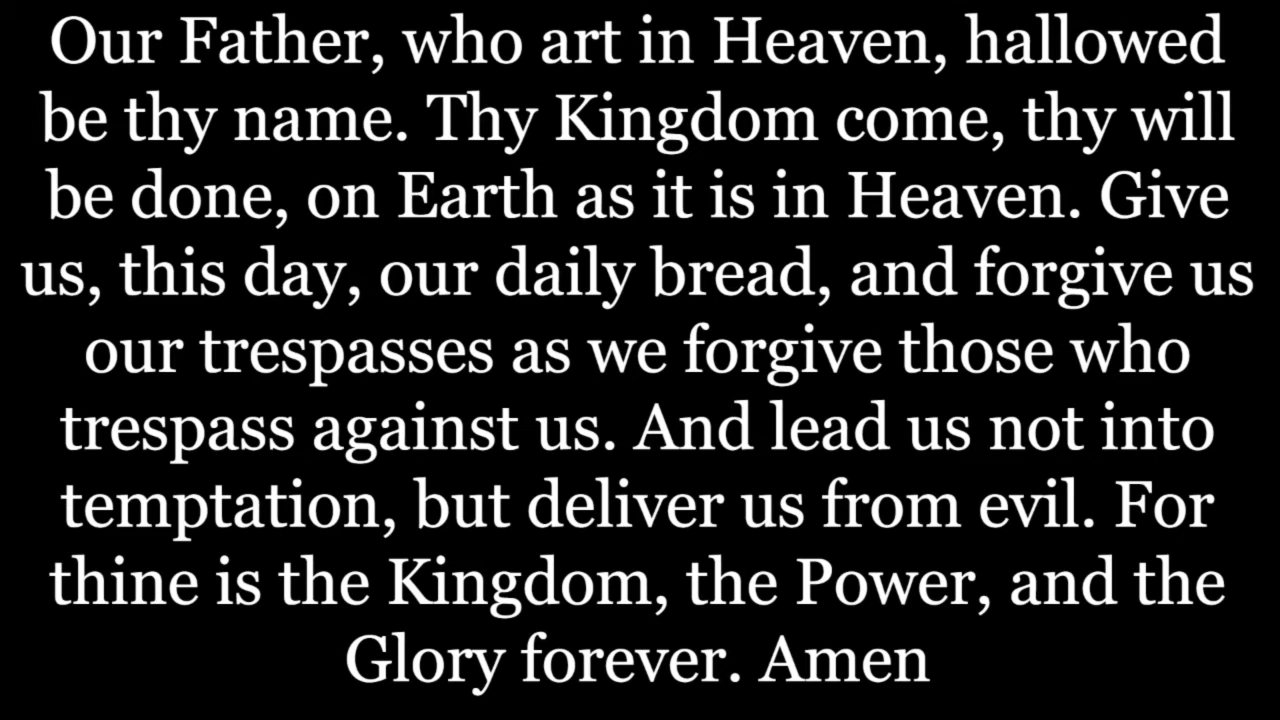 Our Father, who art in Heaven, hallowed
be thy name. Thy Kingdom come, thy will
be done, on Earth as it is in Heaven. Give
us, this day, our daily bread, and forgive us
our trespasses as we forgive those who
trespass against us. And lead us not into
temptation, but deliver us from evil. For
thine is the Kingdom, the Power, and the
Glory forever. Amen